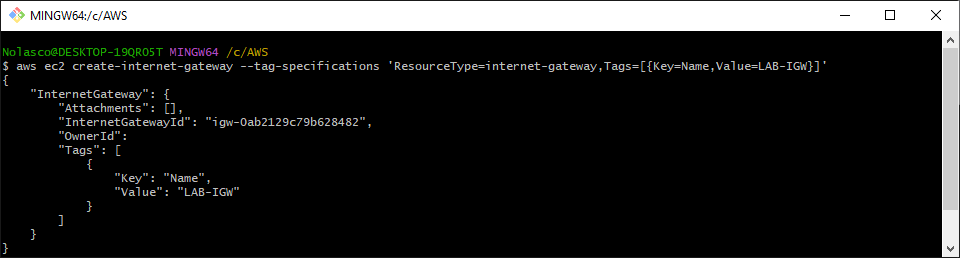 MINGW64:/c/AWS
Nolasco@DESKTOP-19QRO5T MINGW64 /c/AWS
$ aws ec2 create-internet-gateway --tag-specifications 'ResourceType=internet-gateway,Tags=[{Key=Name,Value=LAB-IGW}]'
{
    "InternetGateway": {
        "Attachments": [],
        "InternetGatewayId": "igw-0ab2129c79b628482",
        "OwnerId":
        "Tags": [
            {
                "Key": "Name",
                "Value": "LAB-IGW"
            }
        ]
    }
}